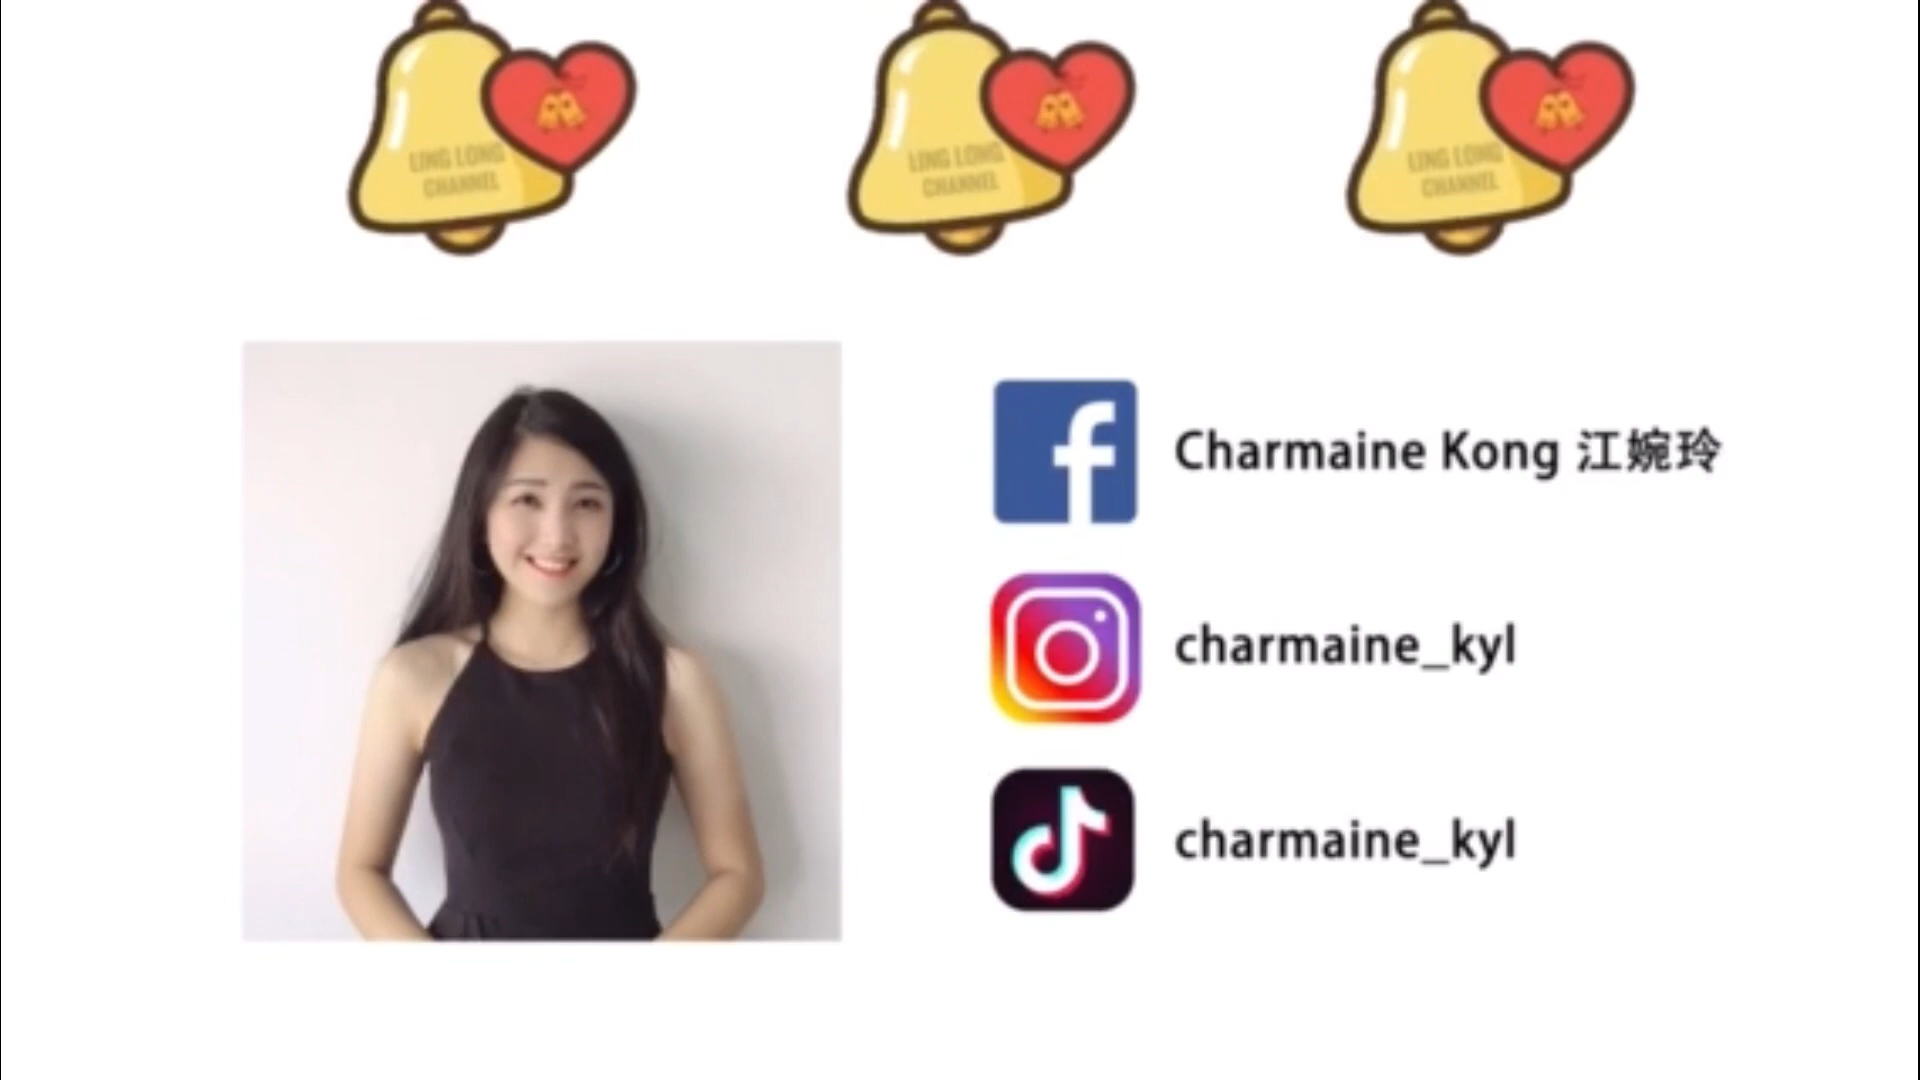 LING LONG
CHANNEL
LING LONG
CHANNEL
LING LONG
CHANNEL
Charmaine Kong 江婉玲
charmaine_kyl
charmaine_kyl